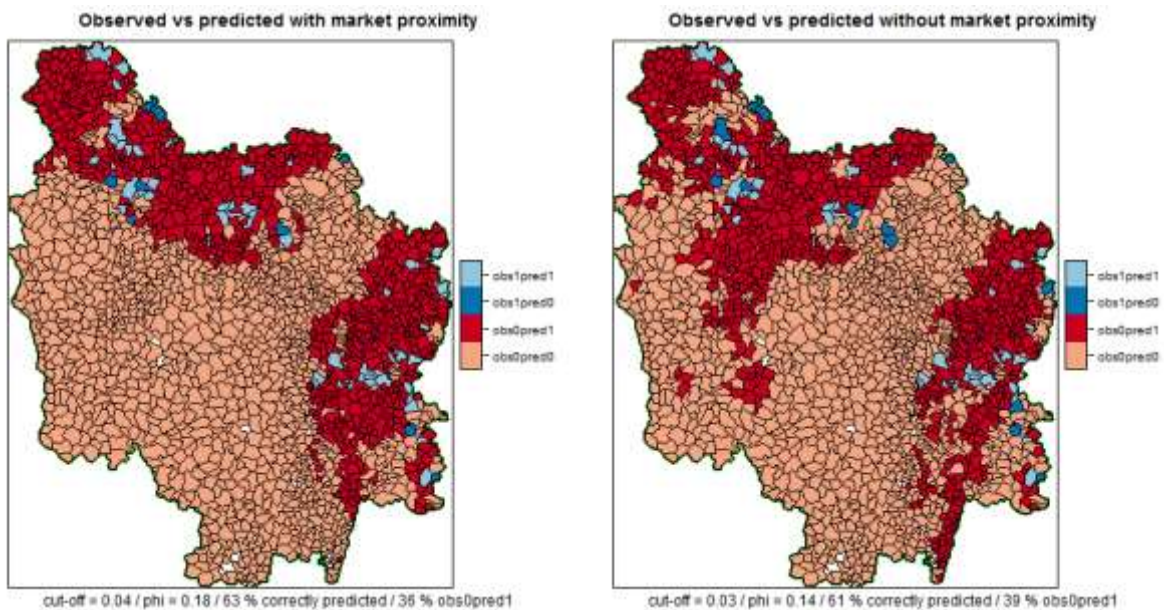 Observed vs predicted with market proximity
obs1pred1
obs1pred0
obs0pred1
obs0pred0
cut-off = 0.04 / phi = 0.18 / 63 % correctly predicted / 36 % obs0pred1
Observed vs predicted without market proximity
obs1pred1
obs1pred0
obs0pred1
obs0pred0
cut-off = 0.03 / phi = 0.14 / 61 % correctly predicted / 39 % obs0pred1